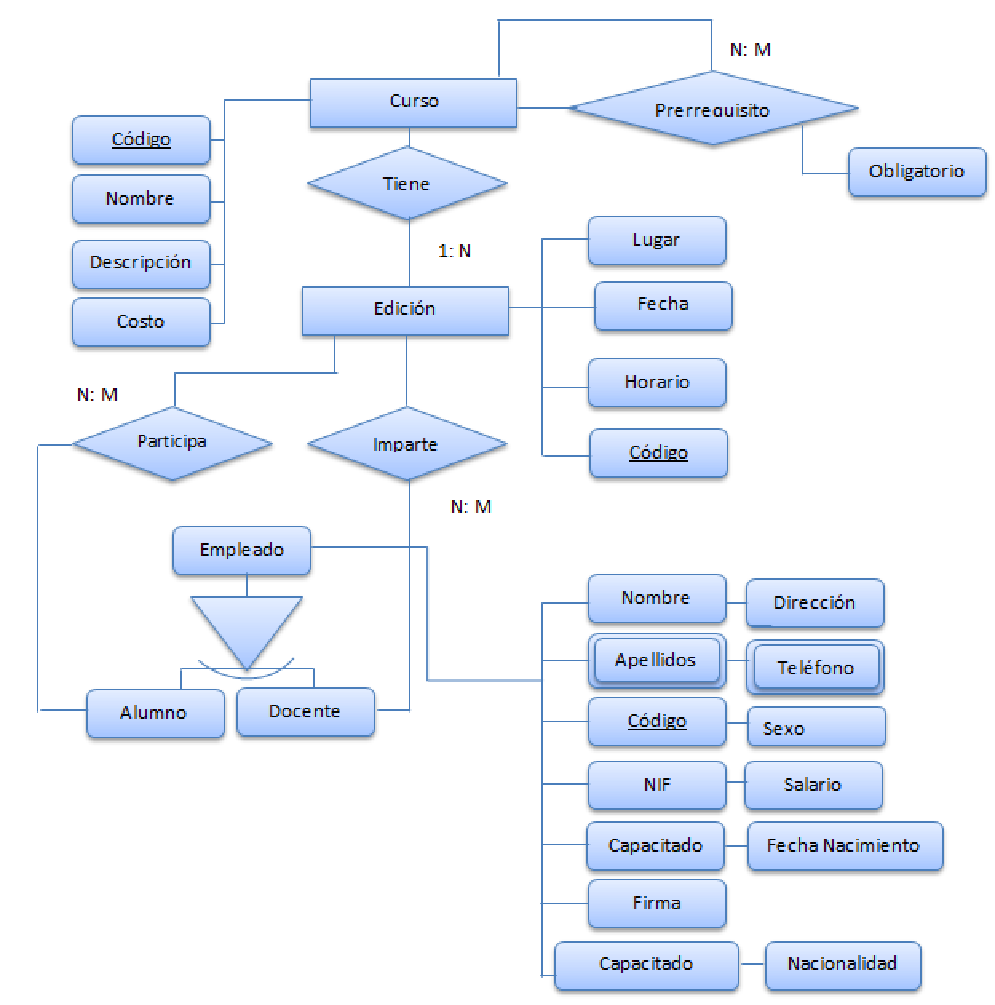 N: M
Curso
Prerrequisito
Código
Obligatorio
Tiene
Nombre
Lugar
1: N
Descripción
Edición
Fecha
Costo
Horario
N: M
Participa
Imparte
Código
N: M
Empleado
Nombre
Dirección
Apellidos
Teléfono
Alumno
Docente
Código
Sexo
NIF
Salario
Capacitado
Fecha Nacimiento
Firma
Capacitado
Nacionalidad